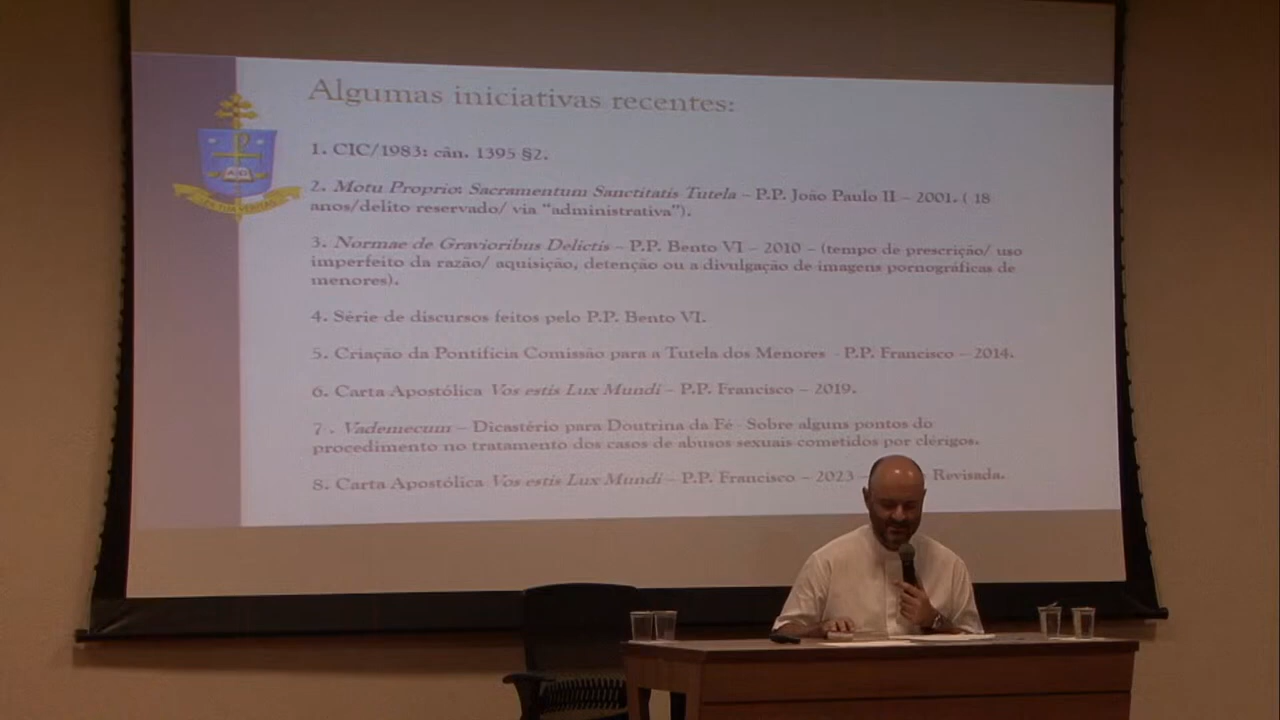 Algumas iniciativas recentes:
1. CIC/1983: cân. 1395 §2.
2. Motu Proprio: Sacramentum Sanctitatis Tutela – P.P. João Paulo II – 2001. ( 18
anos/delito reservado/ via “administrativa”).
3. Normae de Gravioribus Delictis – P.P. Bento VI – 2010 – (tempo de prescrição/ uso
imperfeito da razão/ aquisição, detenção ou a divulgação de imagens pornográficas de
menores).
4. Série de discursos feitos pelo P.P. Bento VI.
5. Criação da Pontifícia Comissão para a Tutela dos Menores - P.P. Francisco – 2014.
6. Carta Apostólica Vos estis Lux Mundi – P.P. Francisco – 2019.
7 . Vademecum – Dicastério para Doutrina da Fé - Sobre alguns pontos do
procedimento no tratamento dos casos de abusos sexuais cometidos por clérigos.
8. Carta Apostólica Vos estis Lux Mundi – P.P. Francisco – 2023 – Revisada.